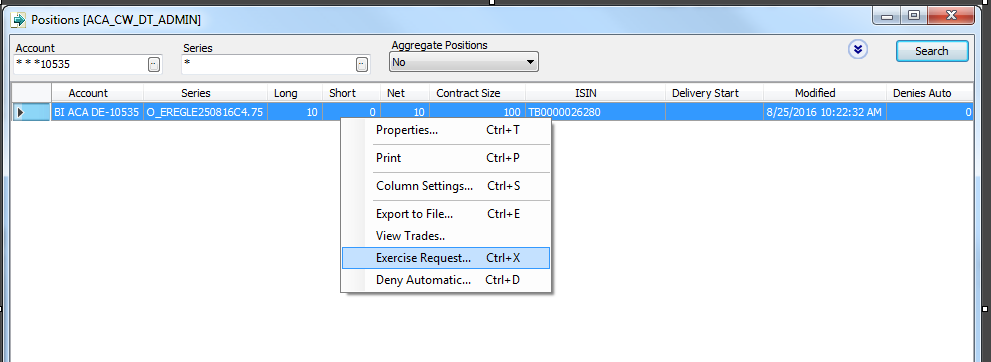 Positions [ACA_CW_DT_ADMIN]
Account Series Aggregate Positions
* * *10535 * No Search
Account Series Long Short Net Contract Size ISIN Delivery Start Modified Denies Auto
BI ACA DE-10535 O_EREGLE250816C4.75 10 0 10 100 TB0000026280 8/25/2016 10:22:32 AM 0
Properties... Ctrl+T
Print Ctrl+P
Column Settings... Ctrl+S
Export to File... Ctrl+E
View Trades..
Exercise Request... Ctrl+X
Deny Automatic... Ctrl+D